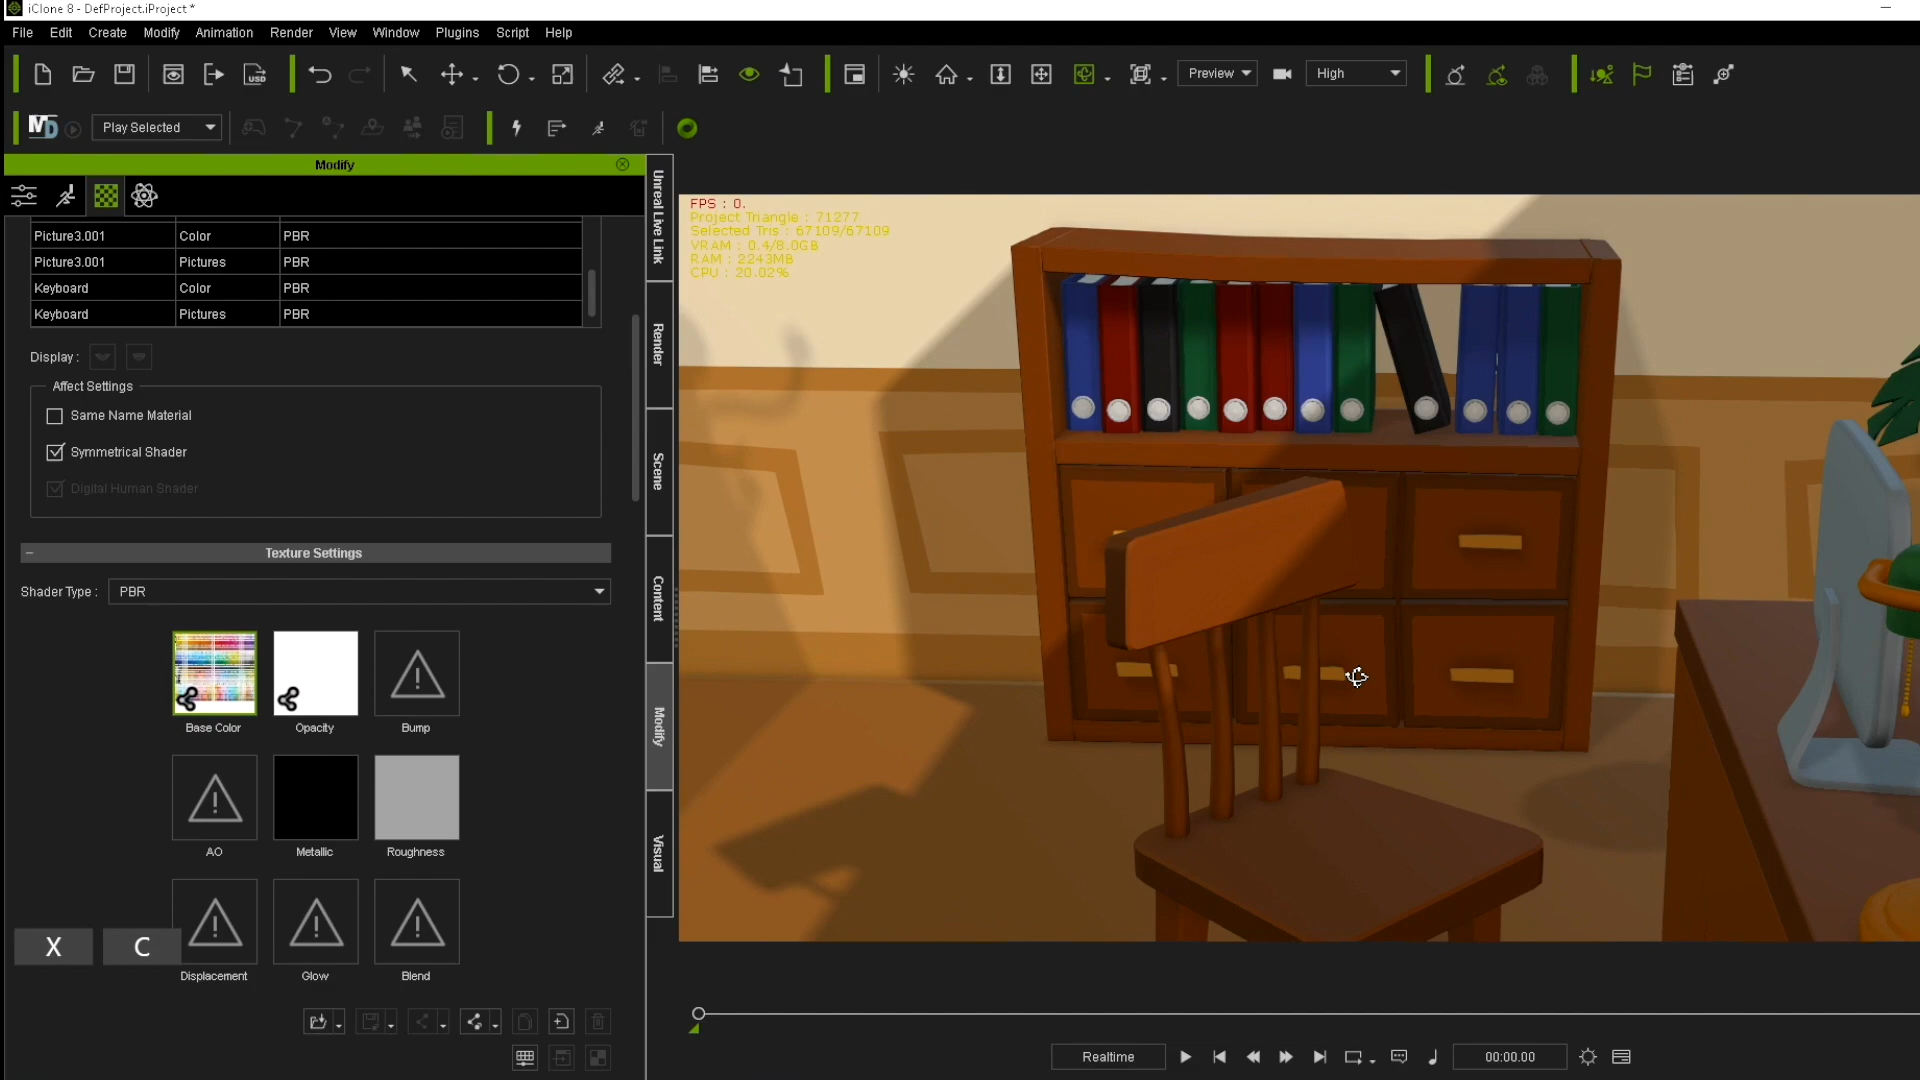 iClone 8 - DefProject.iProject *
File Edit Create Modify Animation Render View Window Plugins Script Help
USD Preview High
MD Play Selected
Modify
Picture3.001 Color PBR
Picture3.001 Pictures PBR
Keyboard Color PBR
Keyboard Pictures PBR
Display :
Affect Settings
Same Name Material
Symmetrical Shader
Digital Human Shader
Texture Settings
Shader Type : PBR
Base Color Opacity Bump
AO Metallic Roughness
X C
Displacement Glow Blend
Unreal Live Link
Render
Scene
Content
Modify
Visual
FPS : 0.
Project Triangle : 71277
Selected Tris : 67109/67109
VRAM : 0.4/8.0GB
RAM : 2243MB
CPU : 20.02%
Realtime 00:00.00